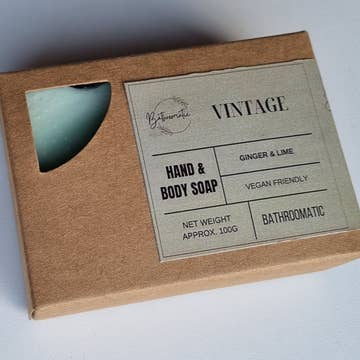 Bathroomatic
VINTAGE
HAND &
BODY SOAP
GINGER & LIME
VEGAN FRIENDLY
NET WEIGHT
APPROX. 100G
BATHROOMATIC